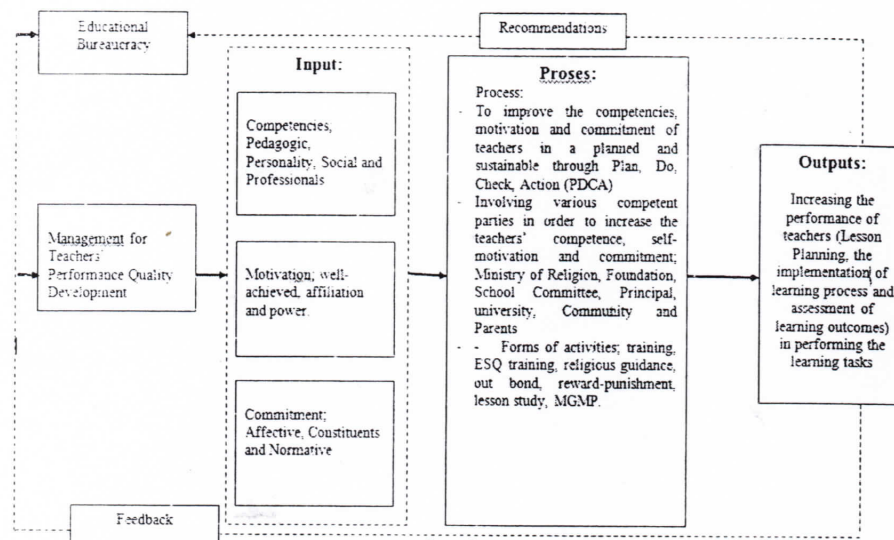 Educational
Bureaucracy
Recommendations
Input:
Competencies,
Pedagogic,
Personality, Social and
Professionals
Motivation; well-
achieved, affiliation
and power.
Commitment;
Affective, Constituents
and Normative
Management for
Teachers'
Performance Quality
Development
Proses:
Process:
- To improve the competencies,
motivation and commitment of
teachers in a planned and
sustainable through Plan, Do,
Check, Action (PDCA)
- Involving various competent
parties in order to increase the
teachers' competence, self-
motivation and commitment;
Ministry of Religion, Foundation,
School Committee, Principal,
university, Community and
Parents
- - Forms of activities; training,
ESQ training, religious guidance,
out bond, reward-punishment,
lesson study, MGMP.
Outputs:
Increasing the
performance of
teachers (Lesson
Planning, the
implementation of
learning process and
assessment of
learning outcomes)
in performing the
learning tasks
Feedback